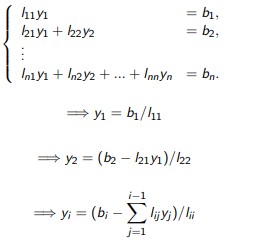 l₁₁y₁ = b₁,
l₂₁y₁ + l₂₂y₂ = b₂,
⋮
lₙ₁y₁ + lₙ₂y₂ + ... + lₙₙyₙ = bₙ.
⟹ y₁ = b₁/l₁₁
⟹ y₂ = (b₂ − l₂₁y₁)/l₂₂
⟹ yᵢ = (bᵢ − ∑_{j=1}^{i−1} lᵢⱼyⱼ)/lᵢᵢ